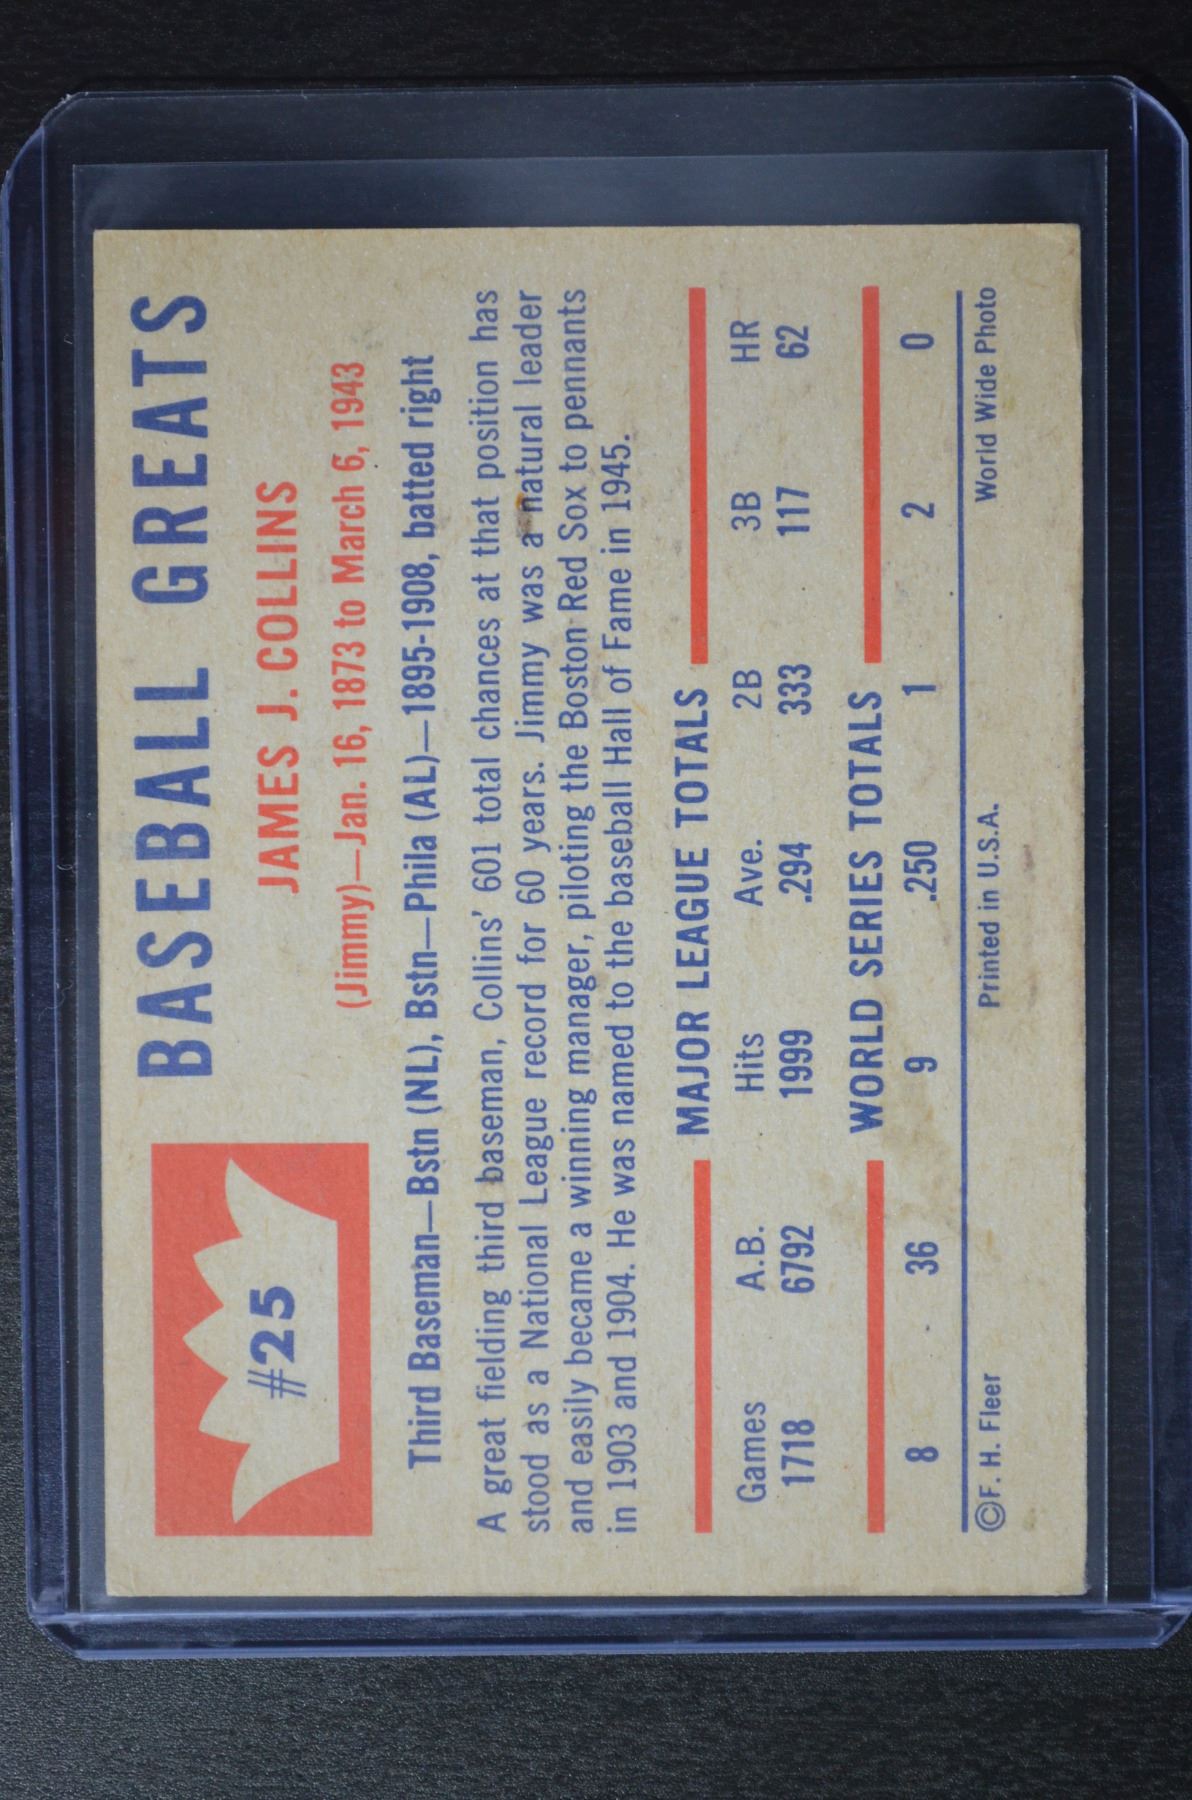 BASEBALL GREATS
#25
JAMES J. COLLINS
(Jimmy)—Jan. 16, 1873 to March 6, 1943
Third Baseman—Bstn (NL), Bstn—Phila (AL)—1895-1908, batted right
A great fielding third baseman, Collins' 601 total chances at that position has
stood as a National League record for 60 years. Jimmy was a natural leader
and easily became a winning manager, piloting the Boston Red Sox to pennants
in 1903 and 1904. He was named to the baseball Hall of Fame in 1945.
MAJOR LEAGUE TOTALS
Games A.B. Hits Ave. 2B 3B HR
1718 6792 1999 .294 333 117 62
WORLD SERIES TOTALS
8 36 9 .250 1 2 0
©F. H. Fleer Printed in U.S.A. World Wide Photo